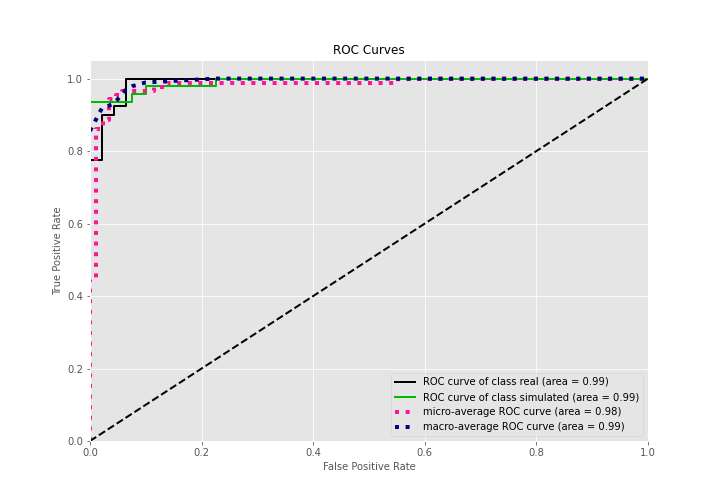 ROC Curves
True Positive Rate
1.0
0.8
0.6
0.4
0.2
0.0
0.0 0.2 0.4 0.6 0.8 1.0
False Positive Rate
ROC curve of class real (area = 0.99)
ROC curve of class simulated (area = 0.99)
micro-average ROC curve (area = 0.98)
macro-average ROC curve (area = 0.99)